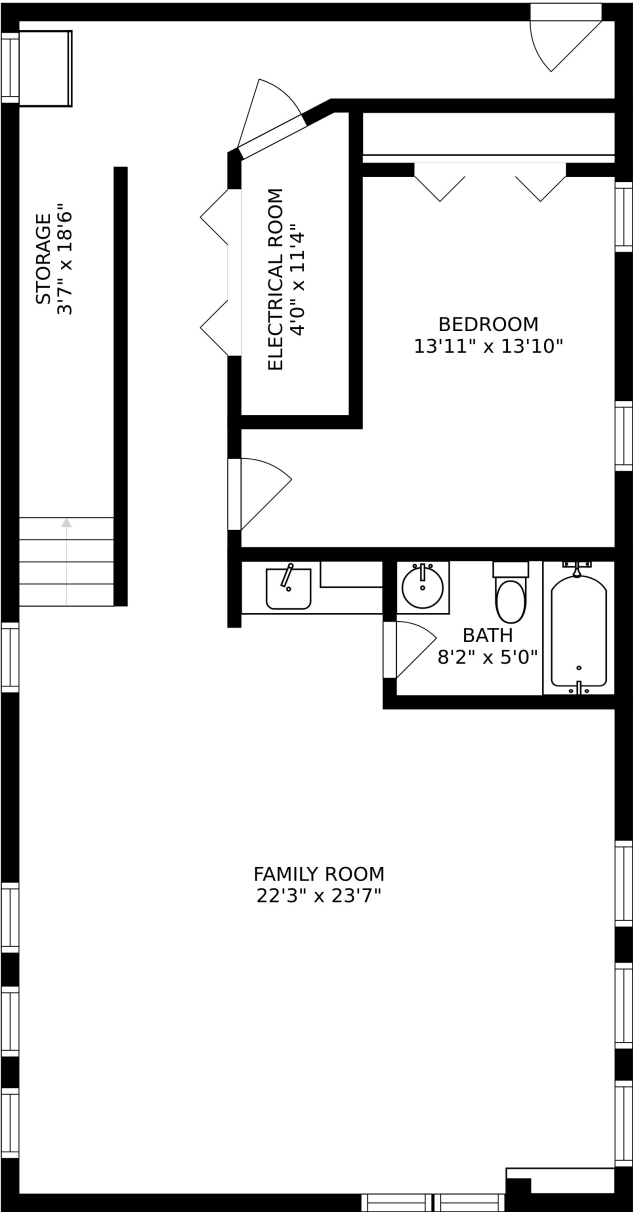 STORAGE
3'7" x 18'6"
ELECTRICAL ROOM
4'0" x 11'4"
BEDROOM
13'11" x 13'10"
BATH
8'2" x 5'0"
FAMILY ROOM
22'3" x 23'7"